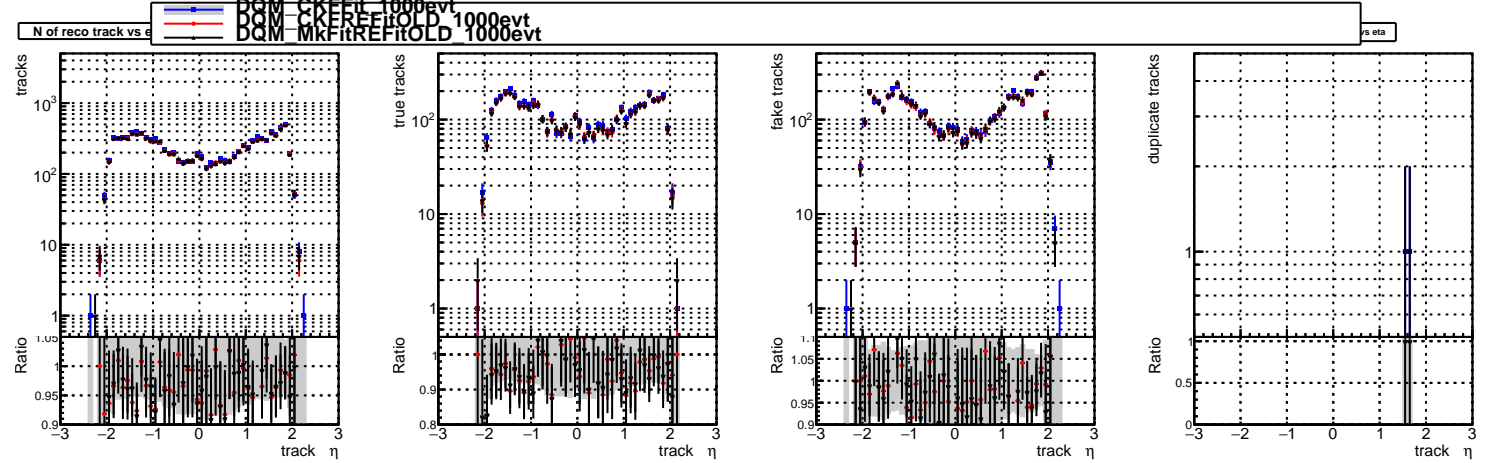 DQM_CKFFit_1000evt
DQM_CKFREFitOLD_1000evt
DQM_MkFitREFitOLD_1000evt
N of reco track vs e
vs eta
tracks
10³
10²
10
1
Ratio
1.05
1
0.95
0.9
−3 −2 −1 0 1 2 3
track η
true tracks
10²
10
1
Ratio
1
0.9
0.8
−3 −2 −1 0 1 2 3
track η
fake tracks
10²
10
1
Ratio
1.1
1.05
1
0.95
−3 −2 −1 0 1 2 3
track η
duplicate tracks
1
Ratio
1
0.5
0
−3 −2 −1 0 1 2 3
track η